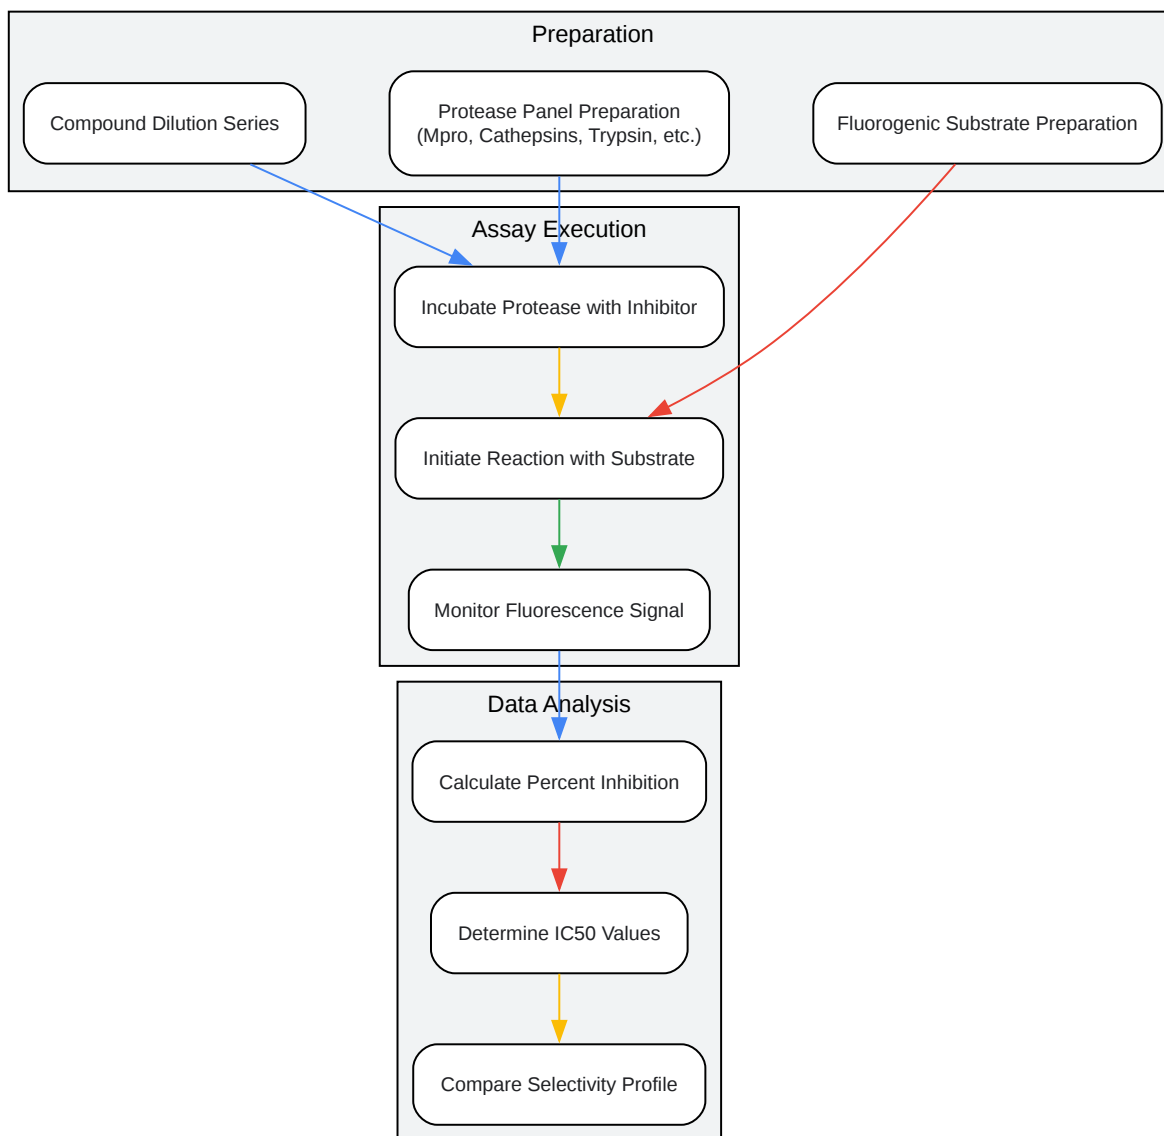 Preparation
Compound Dilution Series
Protease Panel Preparation
(Mpro, Cathepsins, Trypsin, etc.)
Fluorogenic Substrate Preparation
Assay Execution
Incubate Protease with Inhibitor
Initiate Reaction with Substrate
Monitor Fluorescence Signal
Data Analysis
Calculate Percent Inhibition
Determine IC50 Values
Compare Selectivity Profile